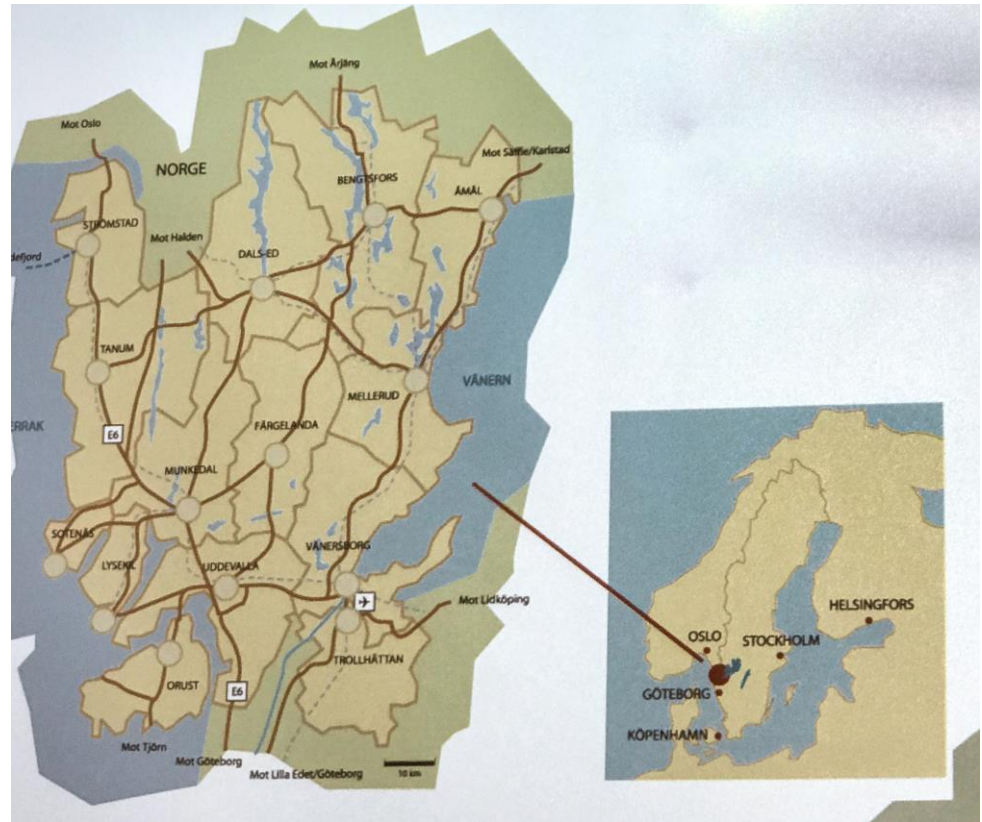 Mot Årjäng
Mot Oslo
NORGE
Mot Säffle/Karlstad
BENGTSFORS
ÅMÅL
STRÖMSTAD
Mot Halden
DALS-ED
defjord
TANUM
VÄNERN
MELLERUD
ERRAK
E6
FÄRGELANDA
MUNKEDAL
SOTENÄS
VÄNERSBORG
LYSEKIL
UDDEVALLA
Mot Lidköping
TROLLHÄTTAN
ORUST
E6
Mot Tjörn
Mot Göteborg
Mot Lilla Edet/Göteborg
10 km
HELSINGFORS
OSLO
STOCKHOLM
GÖTEBORG
KÖPENHAMN